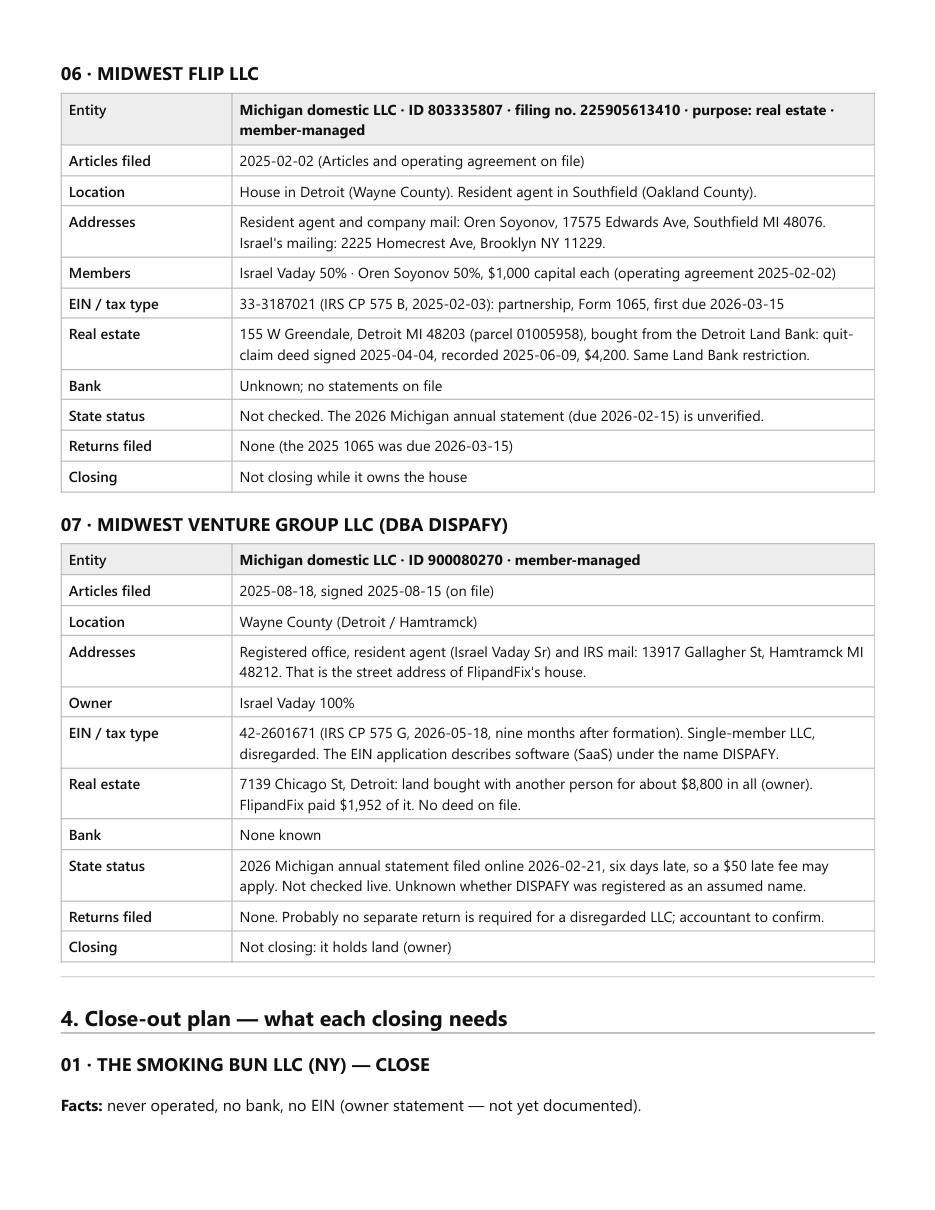 06 · MIDWEST FLIP LLC
Entity
Michigan domestic LLC · ID 803335807 · filing no. 225905613410 · purpose: real estate ·
member-managed
Articles filed
2025-02-02 (Articles and operating agreement on file)
Location
House in Detroit (Wayne County). Resident agent in Southfield (Oakland County).
Addresses
Resident agent and company mail: Oren Soyonov, 17575 Edwards Ave, Southfield MI 48076.
Israel's mailing: 2225 Homecrest Ave, Brooklyn NY 11229.
Members
Israel Vaday 50% · Oren Soyonov 50%, $1,000 capital each (operating agreement 2025-02-02)
EIN / tax type
33-3187021 (IRS CP 575 B, 2025-02-03): partnership, Form 1065, first due 2026-03-15
Real estate
155 W Greendale, Detroit MI 48203 (parcel 01005958), bought from the Detroit Land Bank: quit-
claim deed signed 2025-04-04, recorded 2025-06-09, $4,200. Same Land Bank restriction.
Bank
Unknown; no statements on file
State status
Not checked. The 2026 Michigan annual statement (due 2026-02-15) is unverified.
Returns filed
None (the 2025 1065 was due 2026-03-15)
Closing
Not closing while it owns the house
07 · MIDWEST VENTURE GROUP LLC (DBA DISPAFY)
Entity
Michigan domestic LLC · ID 900080270 · member-managed
Articles filed
2025-08-18, signed 2025-08-15 (on file)
Location
Wayne County (Detroit / Hamtramck)
Addresses
Registered office, resident agent (Israel Vaday Sr) and IRS mail: 13917 Gallagher St, Hamtramck MI
48212. That is the street address of FlipandFix's house.
Owner
Israel Vaday 100%
EIN / tax type
42-2601671 (IRS CP 575 G, 2026-05-18, nine months after formation). Single-member LLC,
disregarded. The EIN application describes software (SaaS) under the name DISPAFY.
Real estate
7139 Chicago St, Detroit: land bought with another person for about $8,800 in all (owner).
FlipandFix paid $1,952 of it. No deed on file.
Bank
None known
State status
2026 Michigan annual statement filed online 2026-02-21, six days late, so a $50 late fee may
apply. Not checked live. Unknown whether DISPAFY was registered as an assumed name.
Returns filed
None. Probably no separate return is required for a disregarded LLC; accountant to confirm.
Closing
Not closing: it holds land (owner)
4. Close-out plan — what each closing needs
01 · THE SMOKING BUN LLC (NY) — CLOSE
Facts: never operated, no bank, no EIN (owner statement — not yet documented).